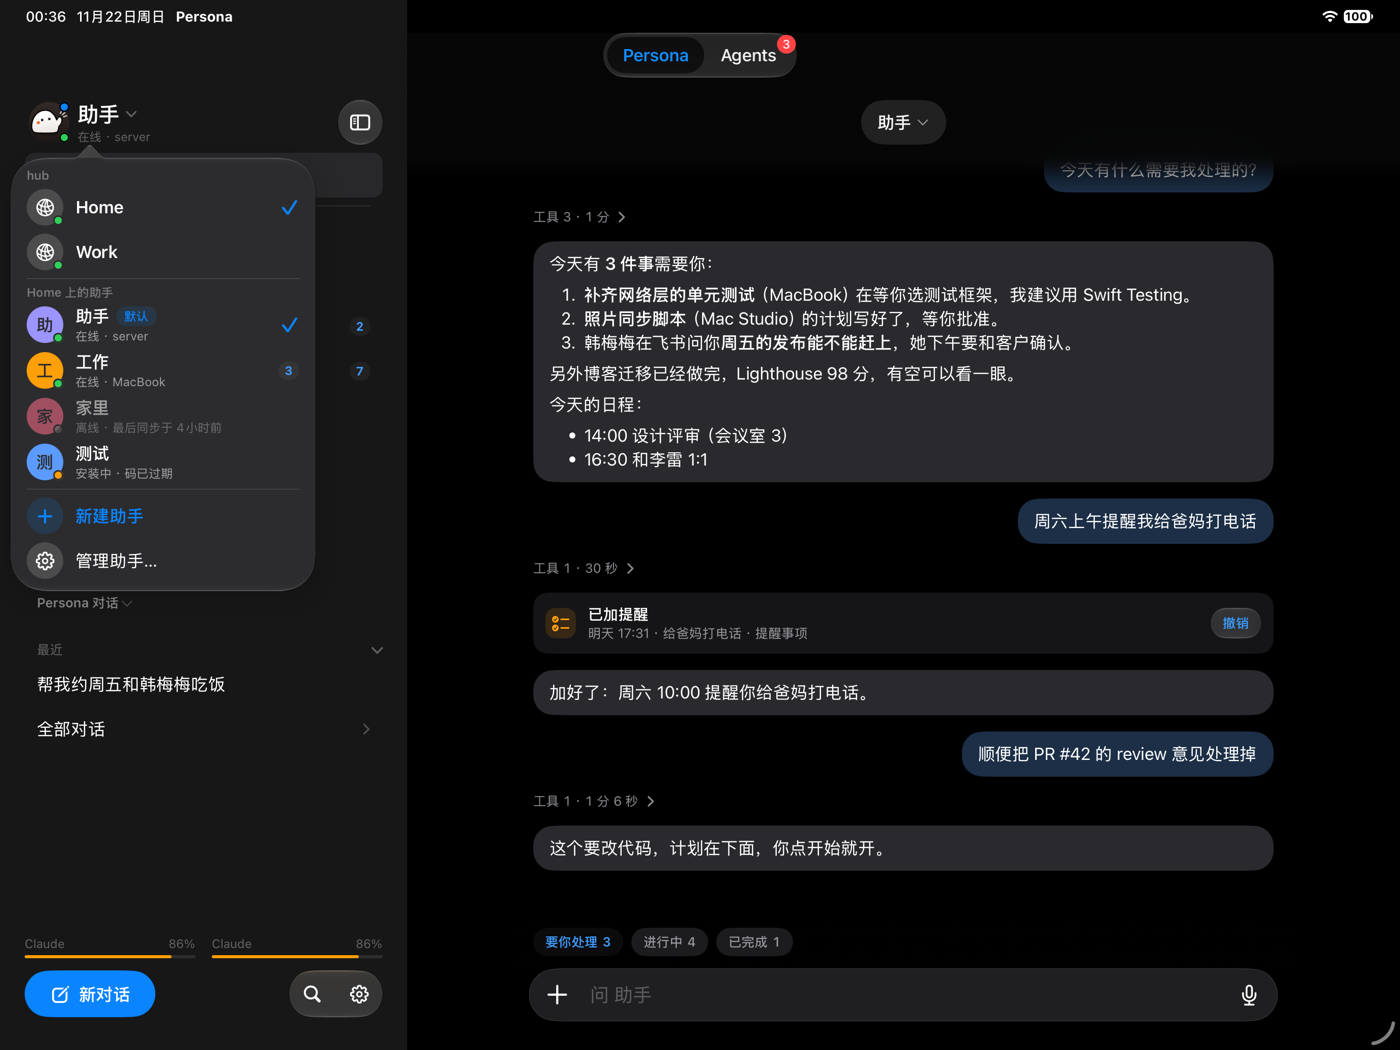 00:36 11月22日周日 Persona
100
Persona
Agents
3
助手
在线 · server
助手
今天有什么需要我处理的?
hub
Home
Work
Home 上的助手
助 助手 默认
在线 · server
2
工 工作
在线 · MacBook
3
7
家 家里
离线 · 最后同步于 4小时前
测 测试
安装中 · 码已过期
新建助手
管理助手...
Persona 对话
最近
帮我约周五和韩梅梅吃饭
全部对话
Claude 86%
Claude 86%
新对话
工具 3 · 1 分
今天有 3 件事需要你：
1. 补齐网络层的单元测试（MacBook）在等你选测试框架，我建议用 Swift Testing。
2. 照片同步脚本（Mac Studio）的计划写好了，等你批准。
3. 韩梅梅在飞书问你周五的发布能不能赶上，她下午要和客户确认。
另外博客迁移已经做完，Lighthouse 98 分，有空可以看一眼。
今天的日程：
• 14:00 设计评审（会议室 3）
• 16:30 和李雷 1:1
周六上午提醒我给爸妈打电话
工具 1 · 30 秒
已加提醒
明天 17:31 · 给爸妈打电话 · 提醒事项
撤销
加好了：周六 10:00 提醒你给爸妈打电话。
顺便把 PR #42 的 review 意见处理掉
工具 1 · 1 分 6 秒
这个要改代码，计划在下面，你点开始就开。
要你处理 3
进行中 4
已完成 1
问 助手